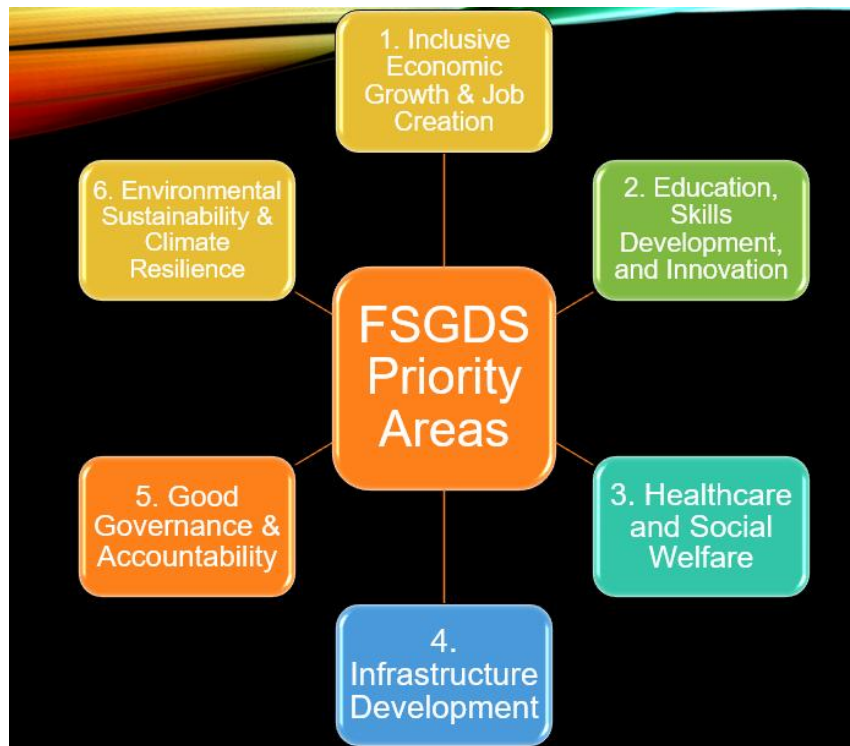 1. Inclusive
Economic
Growth & Job
Creation
2. Education,
Skills
Development,
and Innovation
3. Healthcare
and Social
Welfare
4.
Infrastructure
Development
5. Good
Governance &
Accountability
6. Environmental
Sustainability &
Climate
Resilience
FSGDS
Priority
Areas